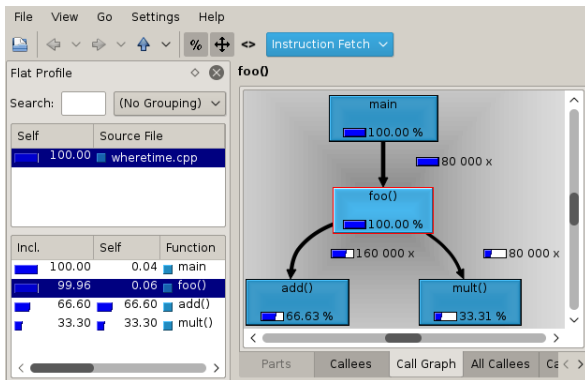 File View Go Settings Help
% <> Instruction Fetch
Flat Profile
foo()
Search: (No Grouping)
Self Source File
100.00 wheretime.cpp
Incl. Self Function
100.00 0.04 main
99.96 0.06 foo()
66.60 66.60 add()
33.30 33.30 mult()
main
100.00 %
80 000 x
foo()
100.00 %
160 000 x
80 000 x
add()
66.63 %
mult()
33.31 %
Parts Callees Call Graph All Callees Ca